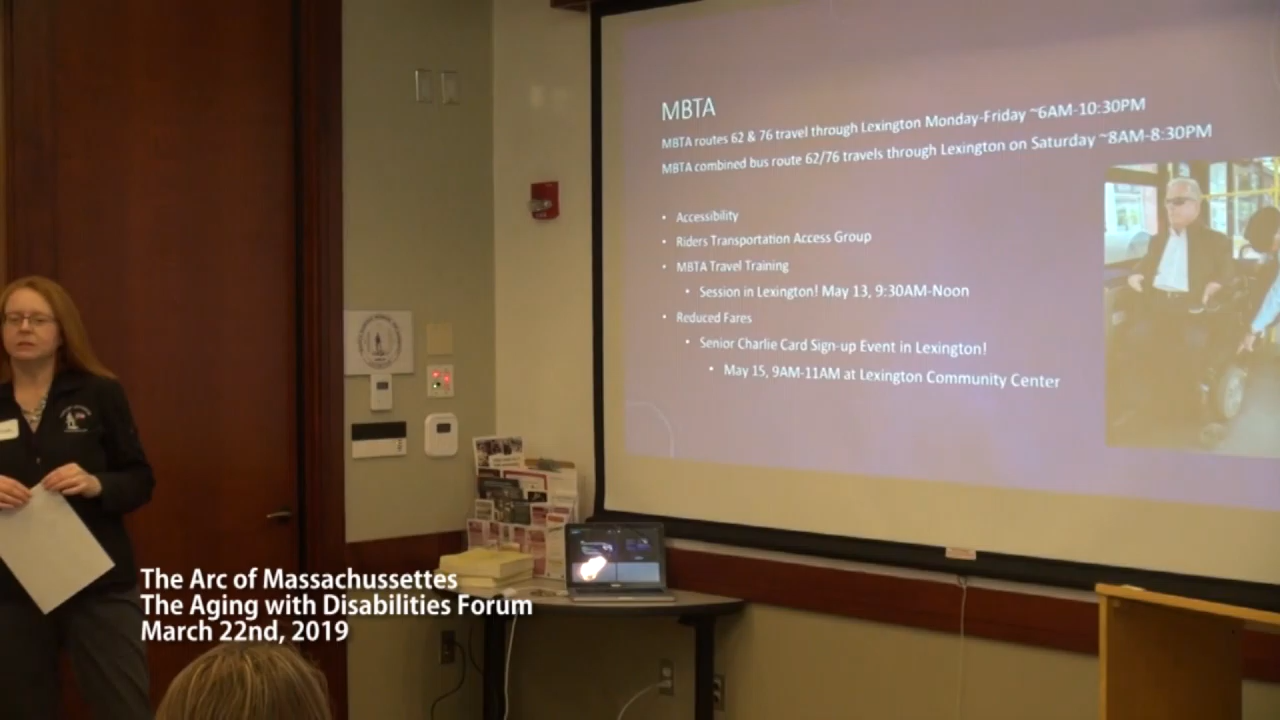 MBTA
MBTA routes 62 & 76 travel through Lexington Monday-Friday ~6AM-10:30PM
MBTA combined bus route 62/76 travels through Lexington on Saturday ~8AM-8:30PM
• Accessibility
• Riders Transportation Access Group
• MBTA Travel Training
• Session in Lexington! May 13, 9:30AM-Noon
• Reduced Fares
• Senior Charlie Card Sign-up Event in Lexington!
• May 15, 9AM-11AM at Lexington Community Center
The Arc of Massachussettes
The Aging with Disabilities Forum
March 22nd, 2019